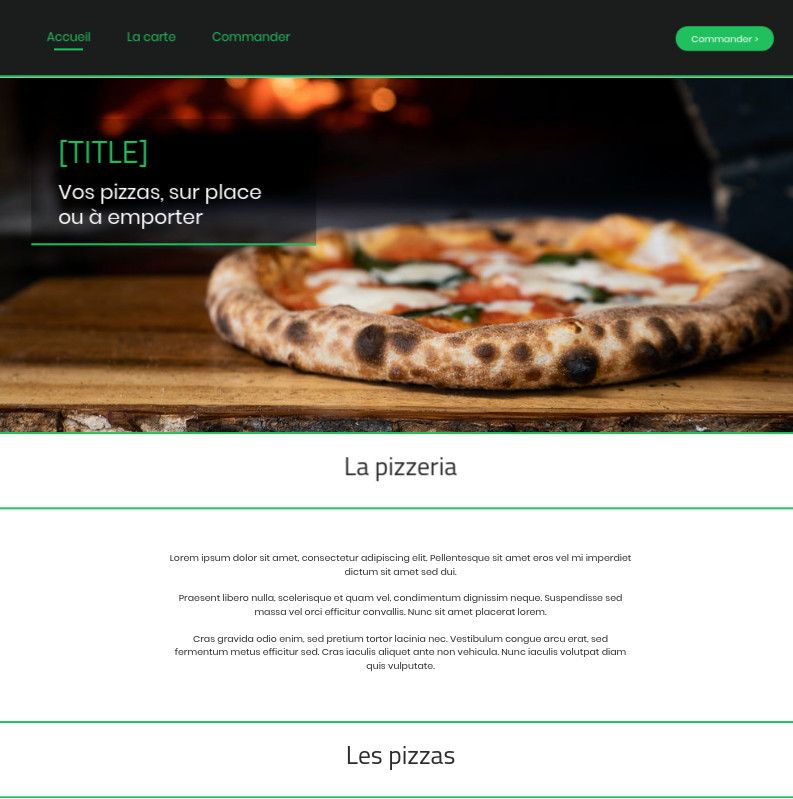 Accueil La carte Commander Commander >
[TITLE]
Vos pizzas, sur place
ou à emporter
La pizzeria
Lorem ipsum dolor sit amet, consectetur adipiscing elit. Pellentesque sit amet eros vel mi imperdiet
dictum sit amet sed dui.
Praesent libero nulla, scelerisque et quam vel, condimentum dignissim neque. Suspendisse sed
massa vel orci efficitur convallis. Nunc sit amet placerat lorem.
Cras gravida odio enim, sed pretium tortor lacinia nec. Vestibulum congue arcu erat, sed
fermentum metus efficitur sed. Cras iaculis aliquet ante non vehicula. Nunc iaculis volutpat diam
quis vulputate.
Les pizzas